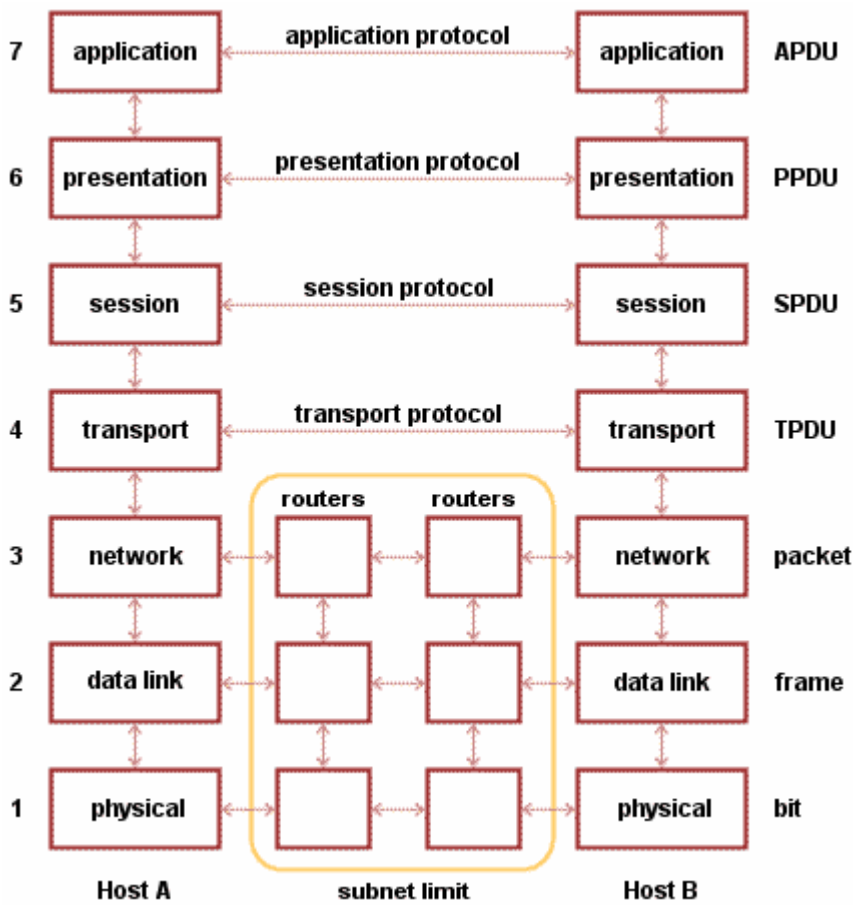 application protocol
7 application application APDU
presentation protocol
6 presentation presentation PPDU
session protocol
5 session session SPDU
transport protocol
4 transport transport TPDU
routers routers
3 network network packet
2 data link data link frame
1 physical physical bit
Host A subnet limit Host B